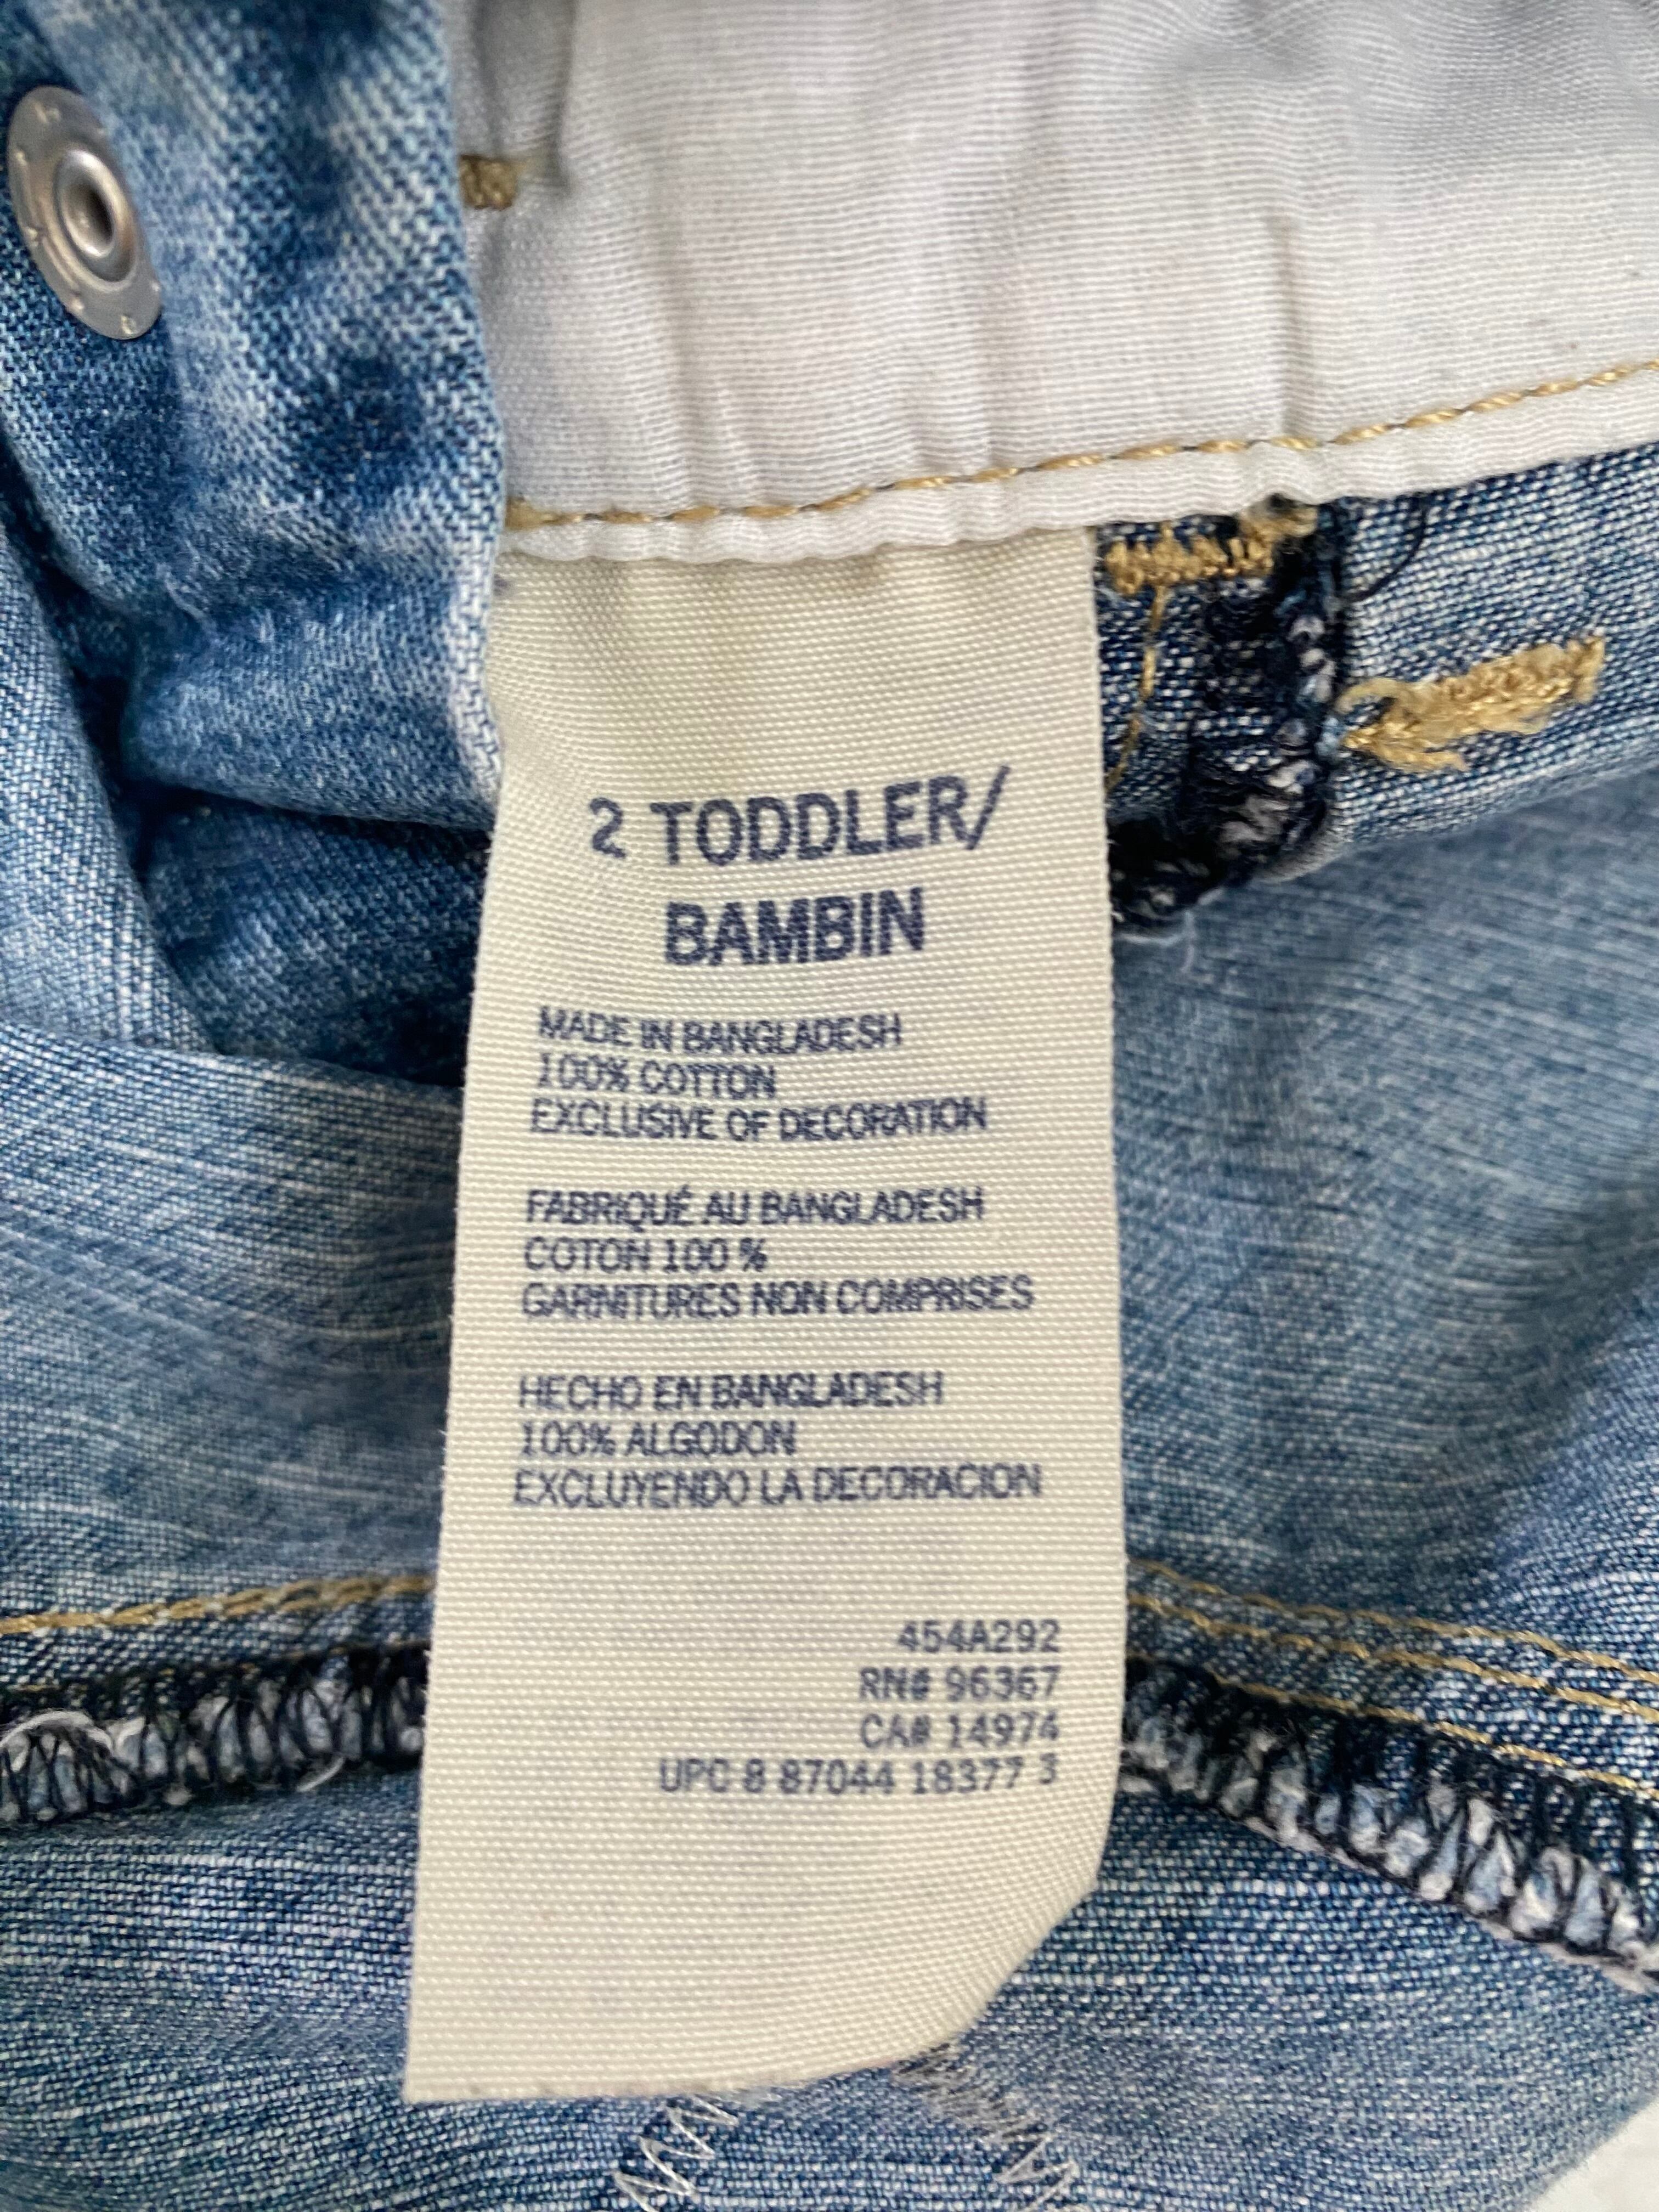 2 TODDLER/
BAMBIN
MADE IN BANGLADESH
100% COTTON
EXCLUSIVE OF DECORATION
FABRIQUÉ AU BANGLADESH
COTON 100 %
GARNITURES NON COMPRISES
HECHO EN BANGLADESH
100% ALGODON
EXCLUYENDO LA DECORACION
454A292
RN# 96367
CA# 14974
UPC 8 87044 18377 3